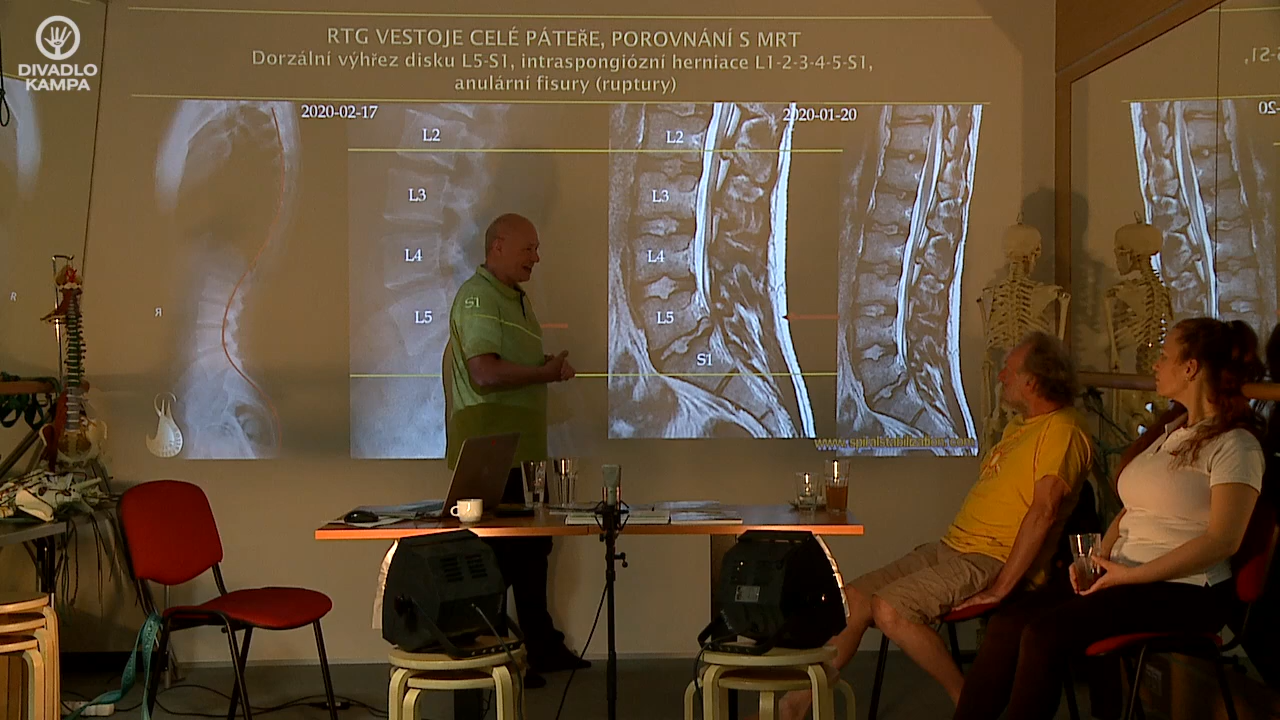 DIVADLO
KAMPA
RTG VESTOJE CELÉ PÁTEŘE, POROVNÁNÍ S MRT
Dorzální výhřez disku L5-S1, intraspongiózní herniace L1-2-3-4-5-S1,
anulární fisury (ruptury)
2020-02-17
2020-01-20
L2
L3
L4
L5
S1
L2
L3
L4
L5
S1
R
R
www.spiralstabilization.com